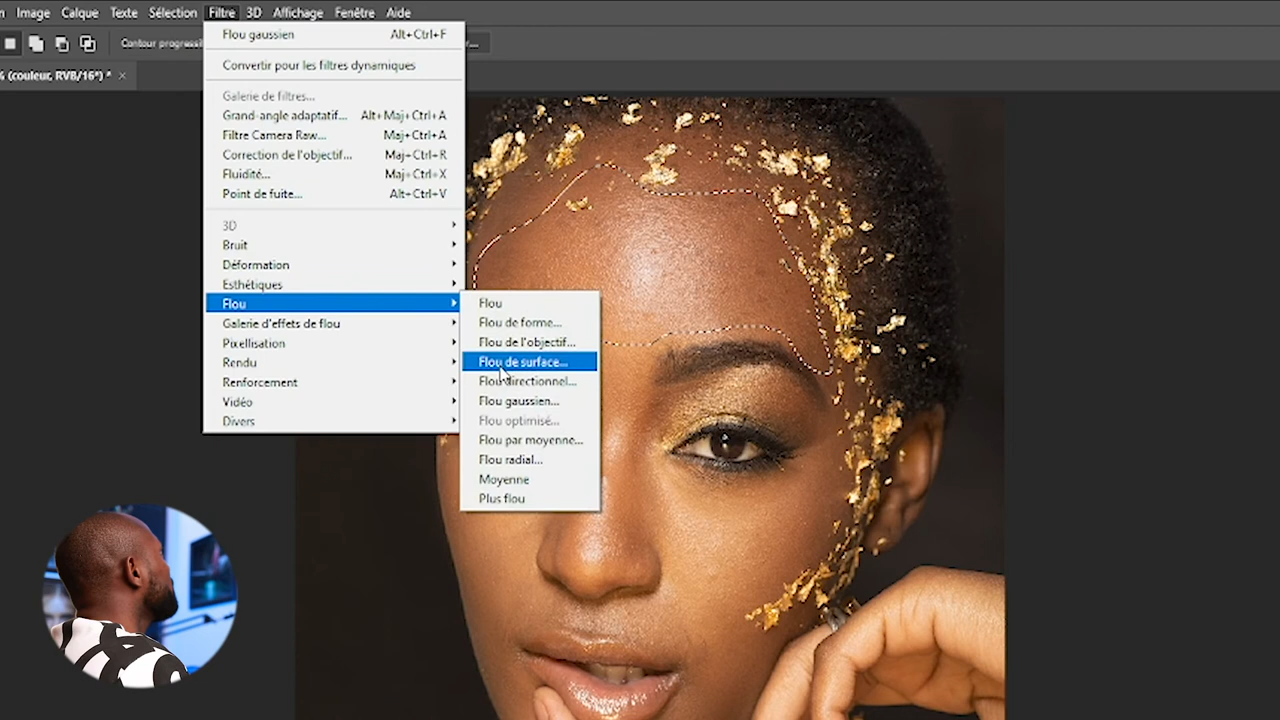 Image Calque Texte Sélection Filtre 3D Affichage Fenêtre Aide
Contour progressi
% (couleur, RVB/16*) * ×
Flou gaussien Alt+Ctrl+F
Convertir pour les filtres dynamiques
Galerie de filtres...
Grand-angle adaptatif... Alt+Maj+Ctrl+A
Filtre Camera Raw... Maj+Ctrl+A
Correction de l'objectif... Maj+Ctrl+R
Fluidité... Maj+Ctrl+X
Point de fuite... Alt+Ctrl+V
3D
Bruit
Déformation
Esthétiques
Flou
Galerie d'effets de flou
Pixellisation
Rendu
Renforcement
Vidéo
Divers
Flou
Flou de forme...
Flou de l'objectif...
Flou de surface...
Flou directionnel...
Flou gaussien...
Flou optimisé...
Flou par moyenne...
Flou radial...
Moyenne
Plus flou